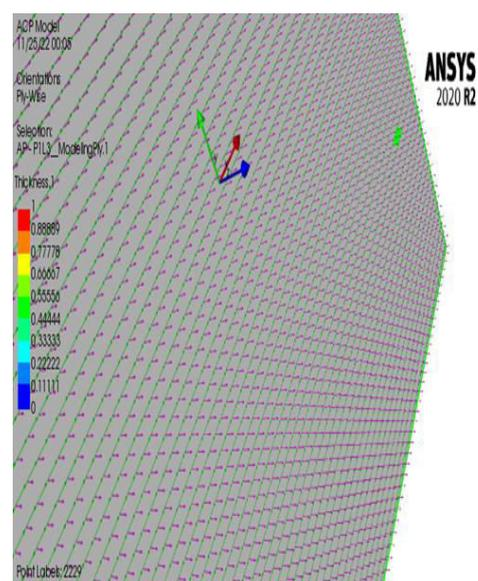 ACP Model
11/25/22 00:05
Orientations
Ply-Wise
Selection:
AP- P1L3__ModelingPly.1
Thickness.1
1
0.88889
0.77778
0.66667
0.55556
0.44444
0.33333
0.22222
0.11111
0
Point Labels: 2229
ANSYS
2020 R2